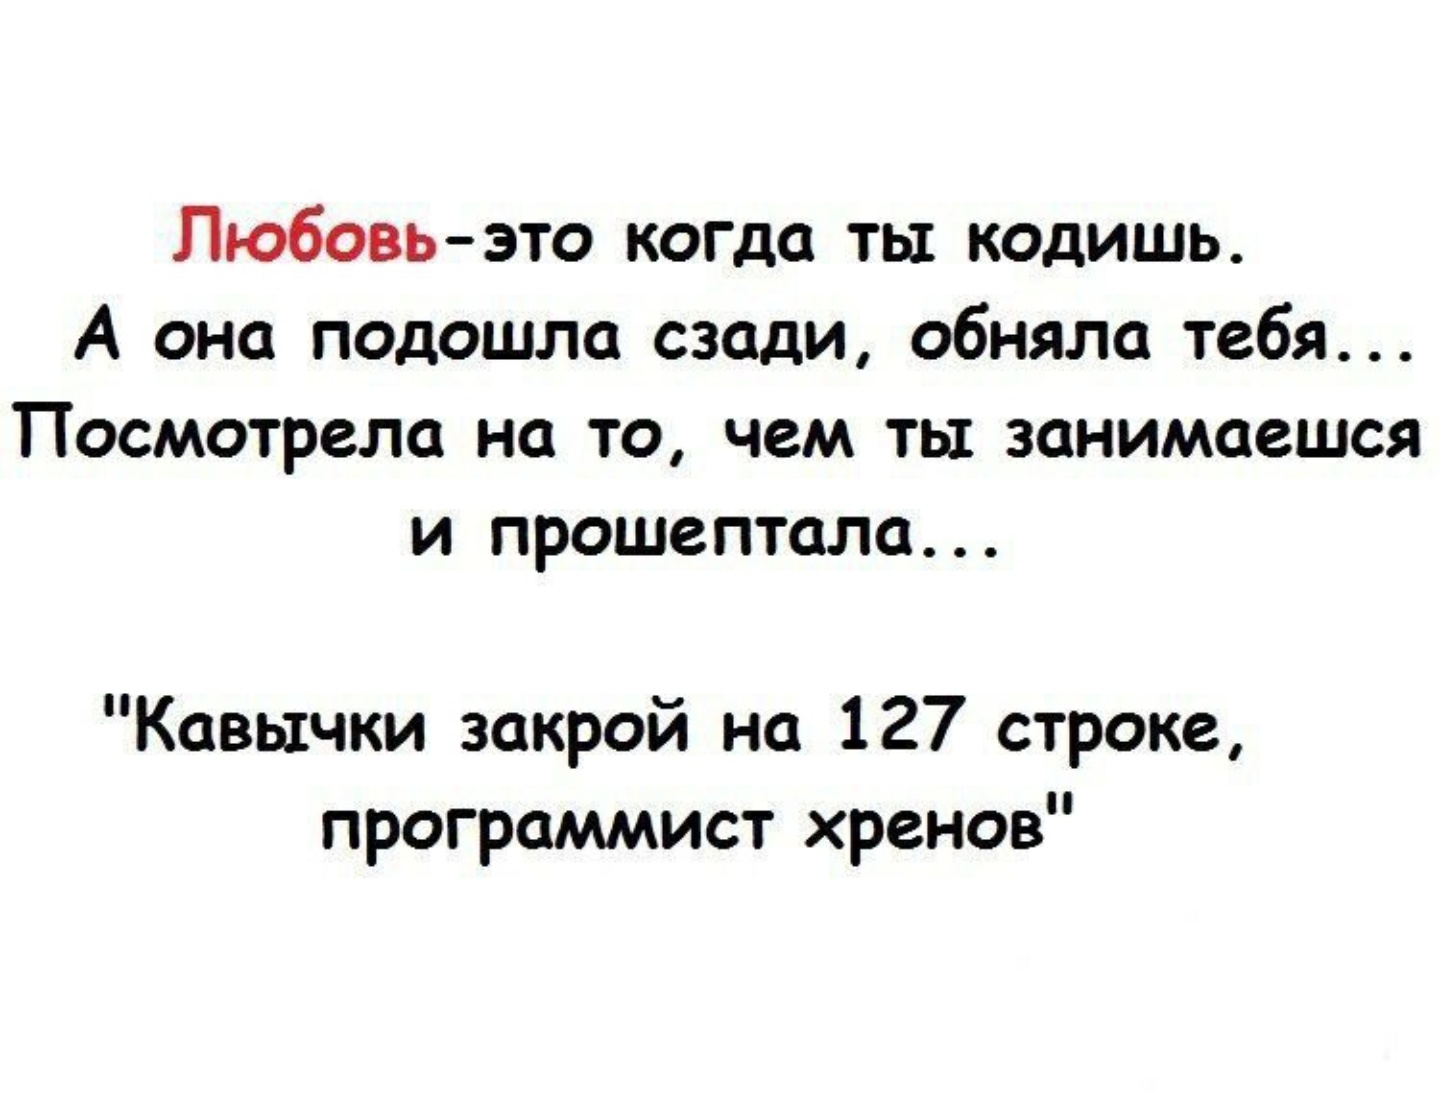 Любовь-это когда ты кодишь.
А она подошла сзади, обняла тебя...
Посмотрела на то, чем ты занимаешся
и прошептала...
"Кавычки закрой на 127 строке,
программист хренов"